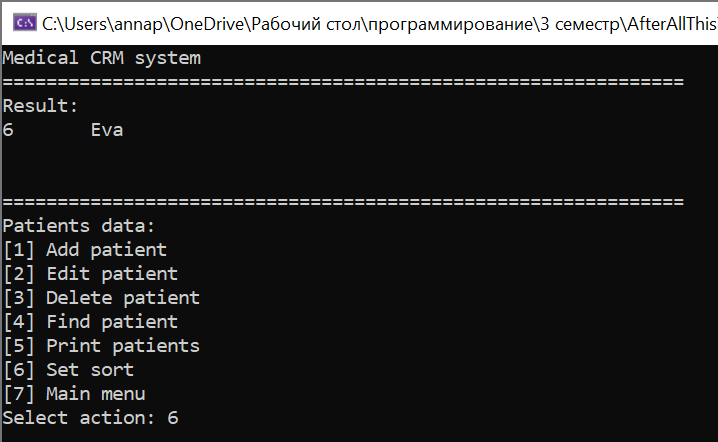 C:\Users\annap\OneDrive\Рабочий стол\программирование\3 семестр\AfterAllThis
Medical CRM system
==============================================================
Result:
6       Eva
==============================================================
Patients data:
[1] Add patient
[2] Edit patient
[3] Delete patient
[4] Find patient
[5] Print patients
[6] Set sort
[7] Main menu
Select action: 6